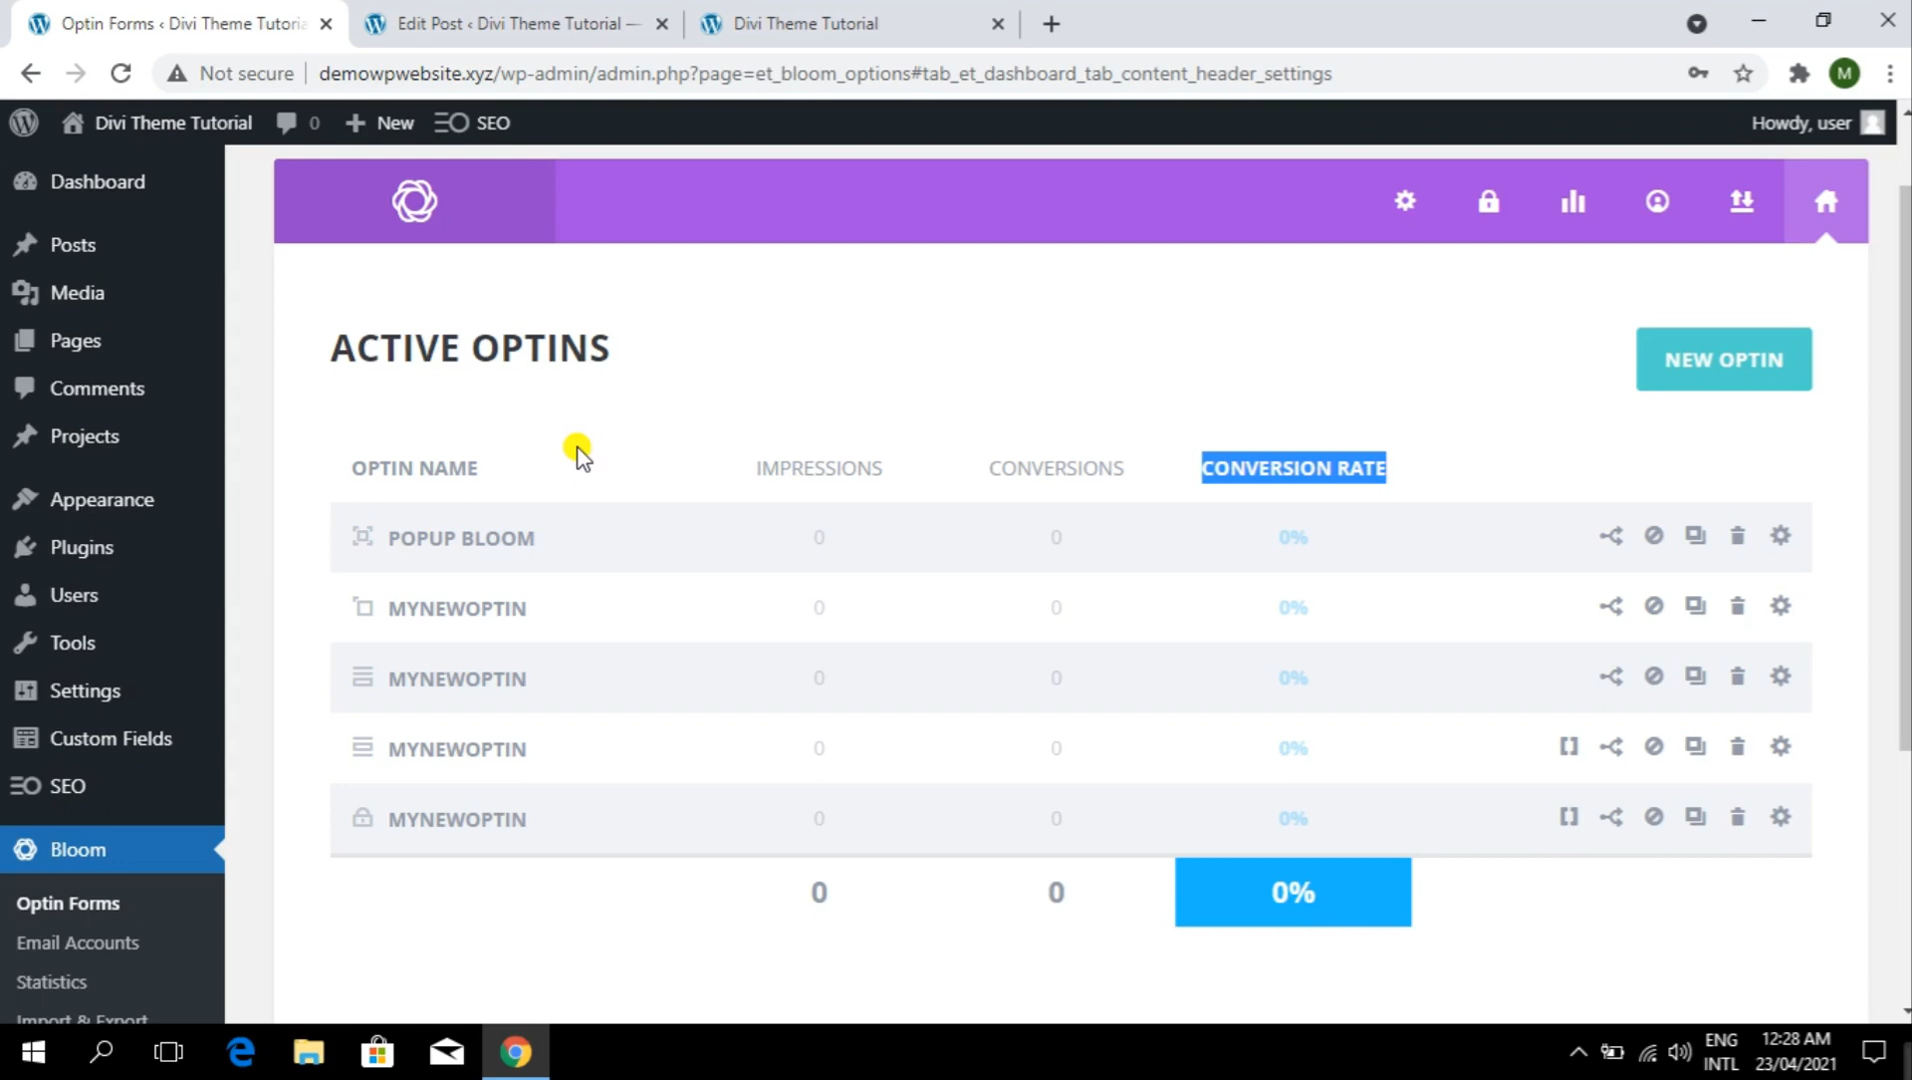 Optin Forms ‹ Divi Theme Tutoria
Edit Post ‹ Divi Theme Tutorial —
Divi Theme Tutorial
Not secure
demowpwebsite.xyz/wp-admin/admin.php?page=et_bloom_options#tab_et_dashboard_tab_content_header_settings
M
Divi Theme Tutorial
0
New
SEO
Howdy, user
Dashboard
Posts
Media
Pages
Comments
Projects
Appearance
Plugins
Users
Tools
Settings
Custom Fields
SEO
Bloom
Optin Forms
Email Accounts
Statistics
Import & Export
ACTIVE OPTINS
NEW OPTIN
OPTIN NAME IMPRESSIONS CONVERSIONS CONVERSION RATE
POPUP BLOOM 0 0 0%
MYNEWOPTIN 0 0 0%
MYNEWOPTIN 0 0 0%
MYNEWOPTIN 0 0 0%
MYNEWOPTIN 0 0 0%
0 0 0%
ENG
INTL
12:28 AM
23/04/2021